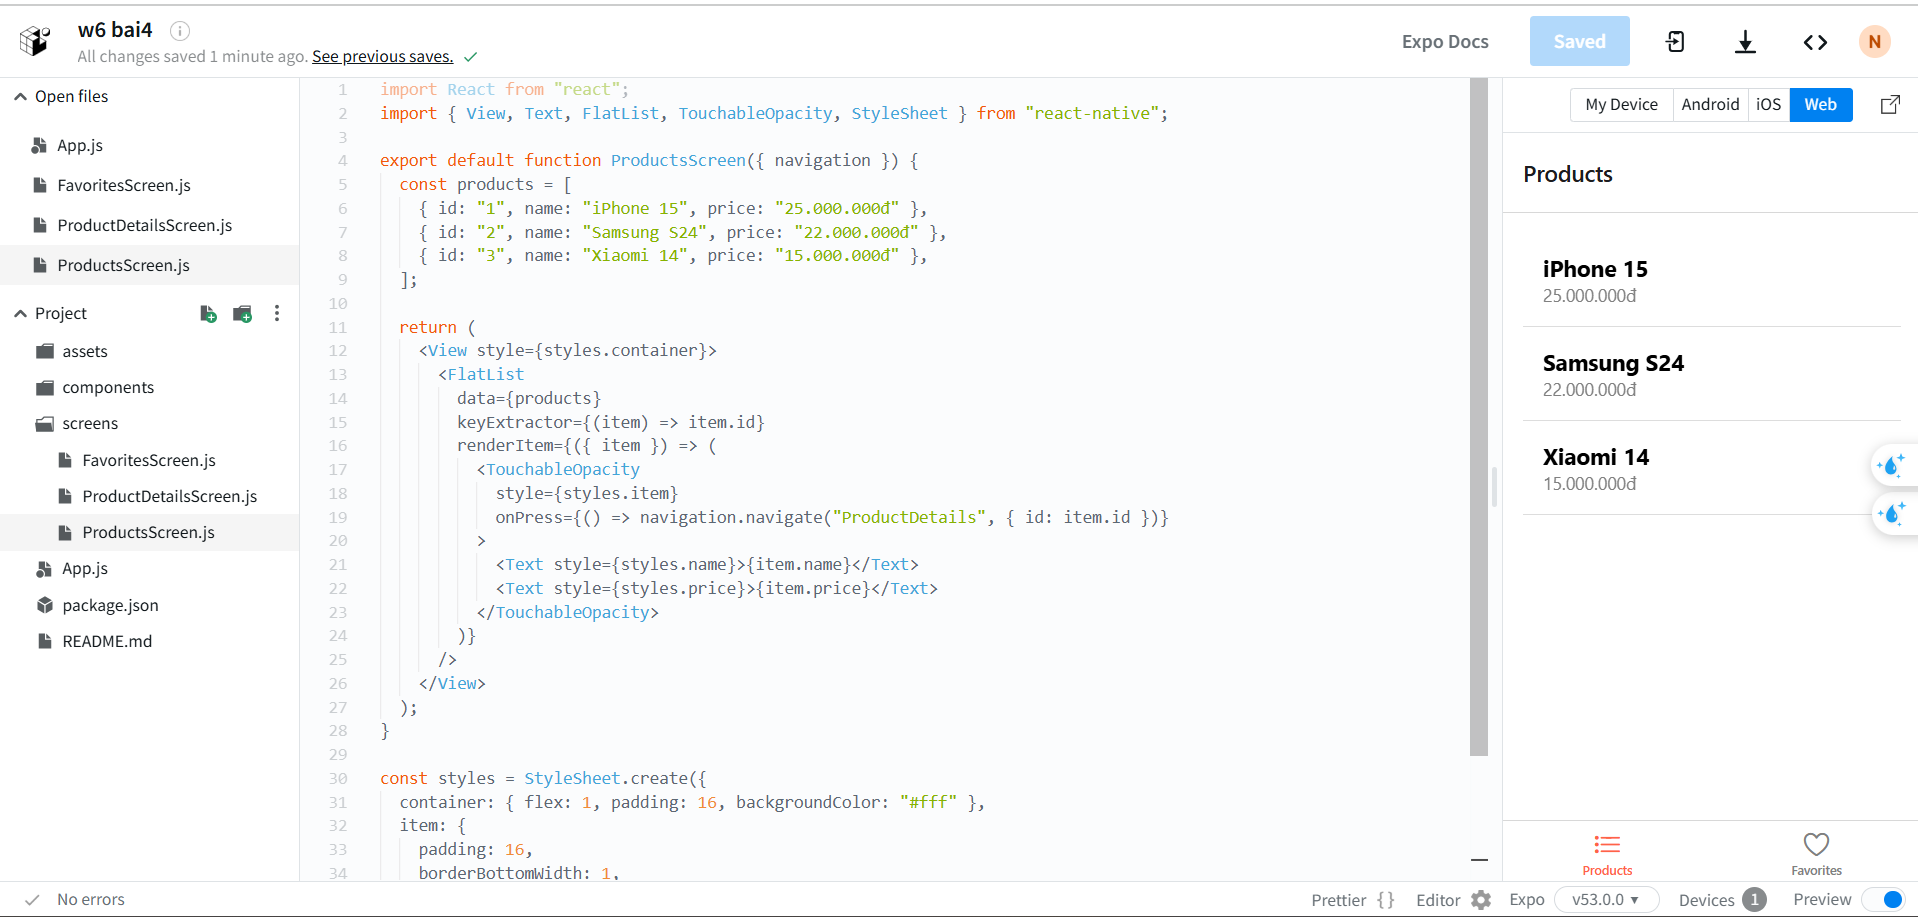 w6 bai4
All changes saved 1 minute ago. See previous saves.
Expo Docs
Saved
N
Open files
App.js
FavoritesScreen.js
ProductDetailsScreen.js
ProductsScreen.js
Project
assets
components
screens
FavoritesScreen.js
ProductDetailsScreen.js
ProductsScreen.js
App.js
package.json
README.md
1 import React from "react";
2 import { View, Text, FlatList, TouchableOpacity, StyleSheet } from "react-native";
3
4 export default function ProductsScreen({ navigation }) {
5 const products = [
6 { id: "1", name: "iPhone 15", price: "25.000.000đ" },
7 { id: "2", name: "Samsung S24", price: "22.000.000đ" },
8 { id: "3", name: "Xiaomi 14", price: "15.000.000đ" },
9 ];
10
11 return (
12 <View style={styles.container}>
13 <FlatList
14 data={products}
15 keyExtractor={(item) => item.id}
16 renderItem={({ item }) => (
17 <TouchableOpacity
18 style={styles.item}
19 onPress={() => navigation.navigate("ProductDetails", { id: item.id })}
20 >
21 <Text style={styles.name}>{item.name}</Text>
22 <Text style={styles.price}>{item.price}</Text>
23 </TouchableOpacity>
24 )}
25 />
26 </View>
27 );
28 }
29
30 const styles = StyleSheet.create({
31 container: { flex: 1, padding: 16, backgroundColor: "#fff" },
32 item: {
33 padding: 16,
34 borderBottomWidth: 1,
My Device
Android
iOS
Web
Products
iPhone 15
25.000.000đ
Samsung S24
22.000.000đ
Xiaomi 14
15.000.000đ
Products
Favorites
No errors
Prettier {}
Editor
Expo
v53.0.0
Devices 1
Preview